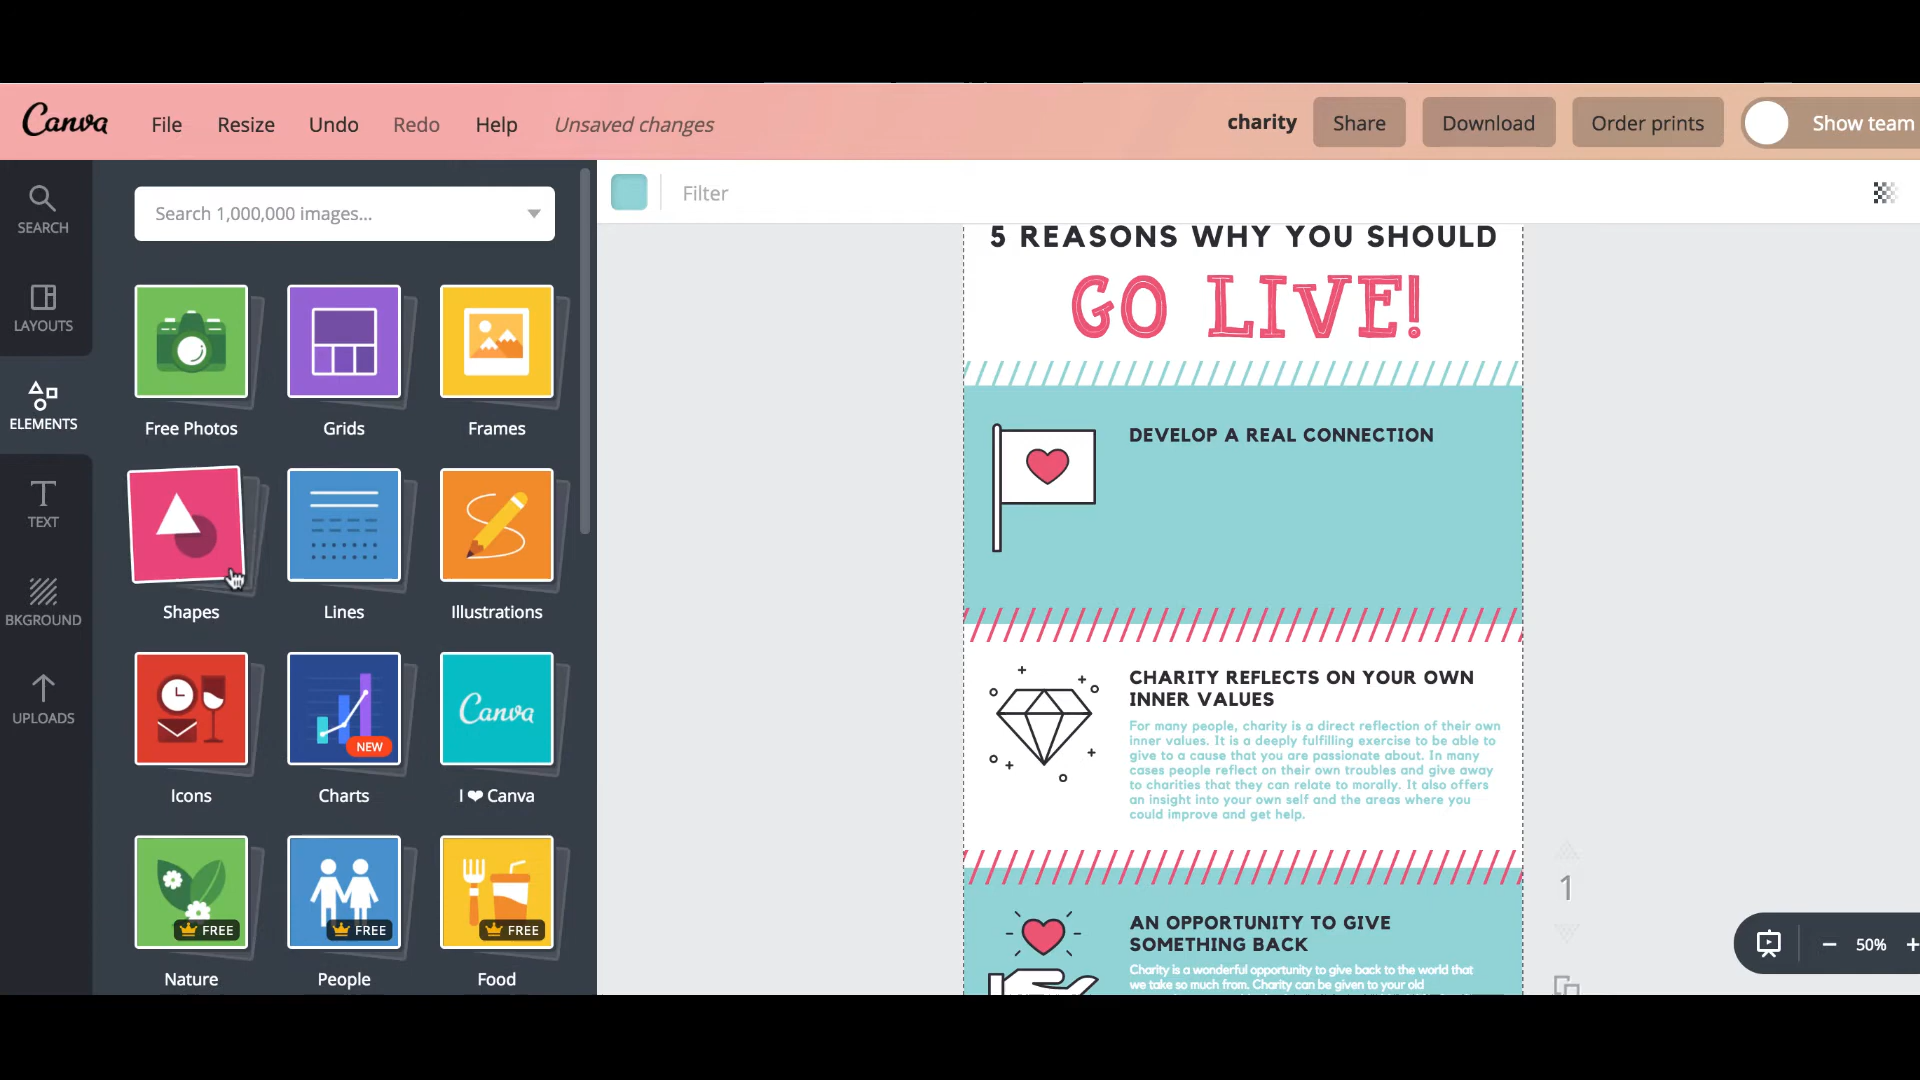 Canva File Resize Undo Redo Help Unsaved changes charity Share Download Order prints Show team
SEARCH
LAYOUTS
ELEMENTS
TEXT
BKGROUND
UPLOADS
Search 1,000,000 images...
Free Photos Grids Frames
Shapes Lines Illustrations
NEW
Canva
Icons Charts I ❤ Canva
FREE FREE FREE
Nature People Food
Filter
5 REASONS WHY YOU SHOULD
GO LIVE!
DEVELOP A REAL CONNECTION
CHARITY REFLECTS ON YOUR OWN
INNER VALUES
For many people, charity is a direct reflection of their own
inner values. It is a deeply fulfilling exercise to be able to
give to a cause that you are passionate about. In many
cases people reflect on their own troubles and give away
to charities that they can relate to morally. It also offers
an insight into your own self and the areas where you
could improve and get help.
AN OPPORTUNITY TO GIVE
SOMETHING BACK
Charity is a wonderful opportunity to give back to the world that
we take so much from. Charity can be given to your old
1
50%